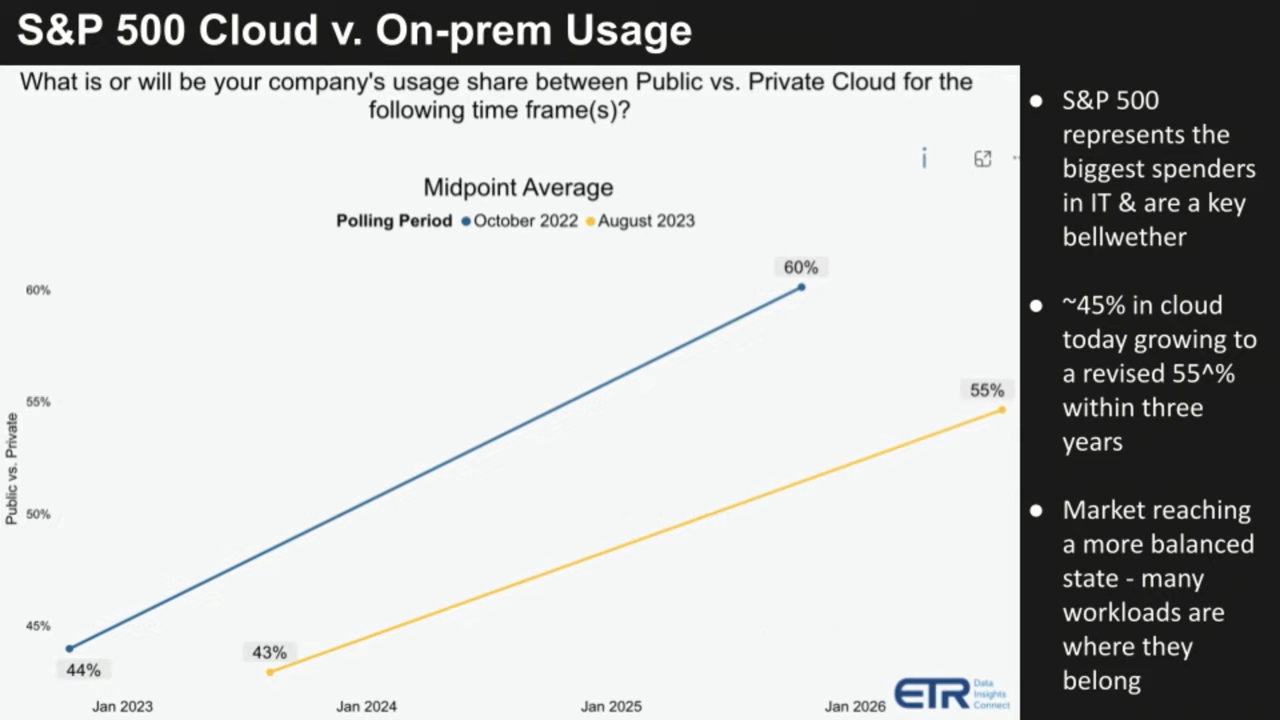 S&P 500 Cloud v. On-prem Usage
What is or will be your company's usage share between Public vs. Private Cloud for the
following time frame(s)?
i
Midpoint Average
Polling Period October 2022 August 2023
60%
60%
55%
55%
Public vs. Private
50%
45%
43%
44%
Jan 2023 Jan 2024 Jan 2025 Jan 2026
ETR Data
Insights
Connect
● S&P 500
represents the
biggest spenders
in IT & are a key
bellwether
● ~45% in cloud
today growing to
a revised 55^%
within three
years
● Market reaching
a more balanced
state - many
workloads are
where they
belong